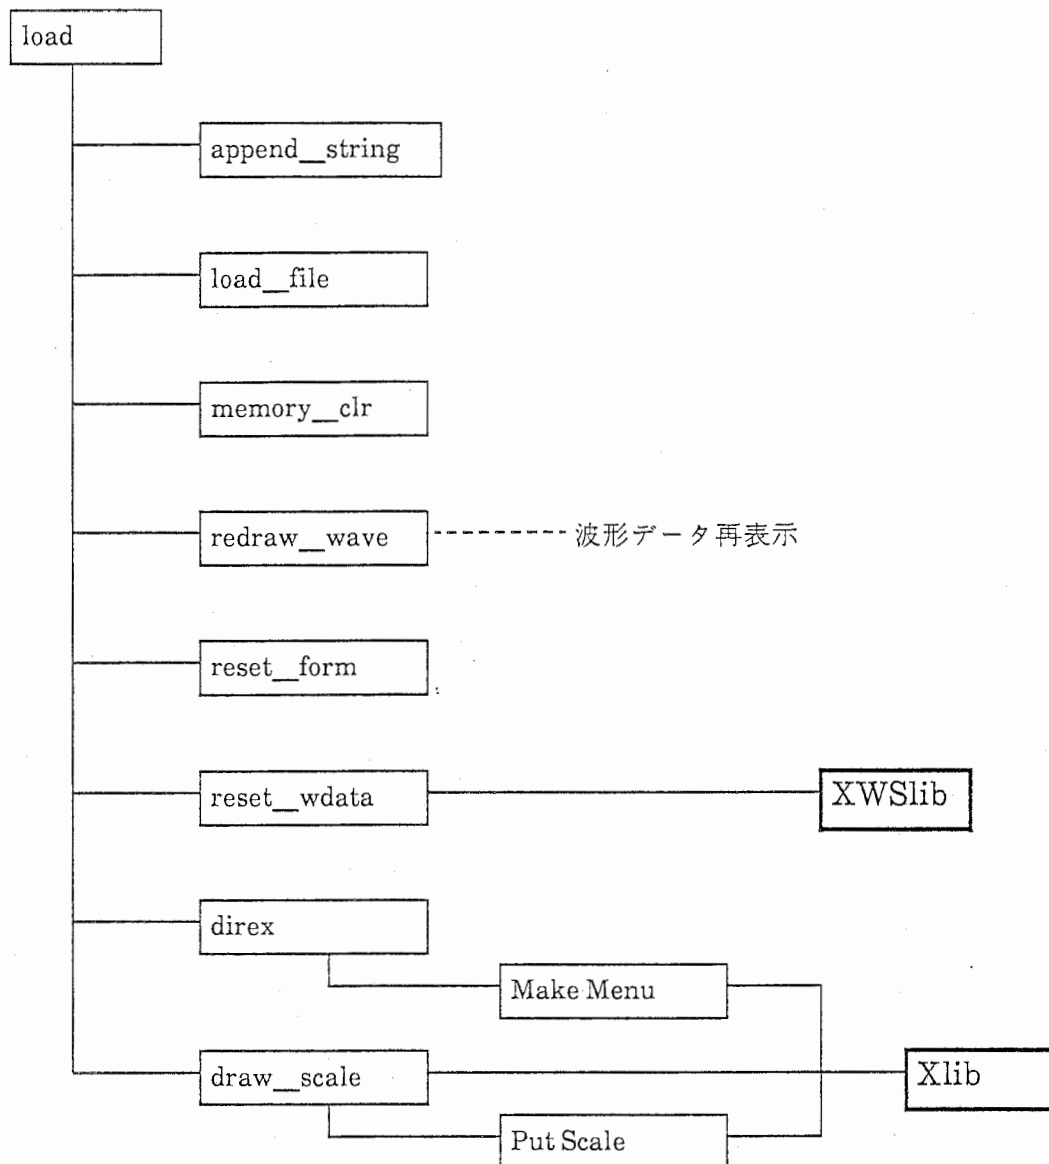 load
append__string
load__file
memory__clr
redraw__wave ------- 波形データ再表示
reset__form
reset__wdata
XWSlib
direx
Make Menu
draw__scale
Xlib
Put Scale